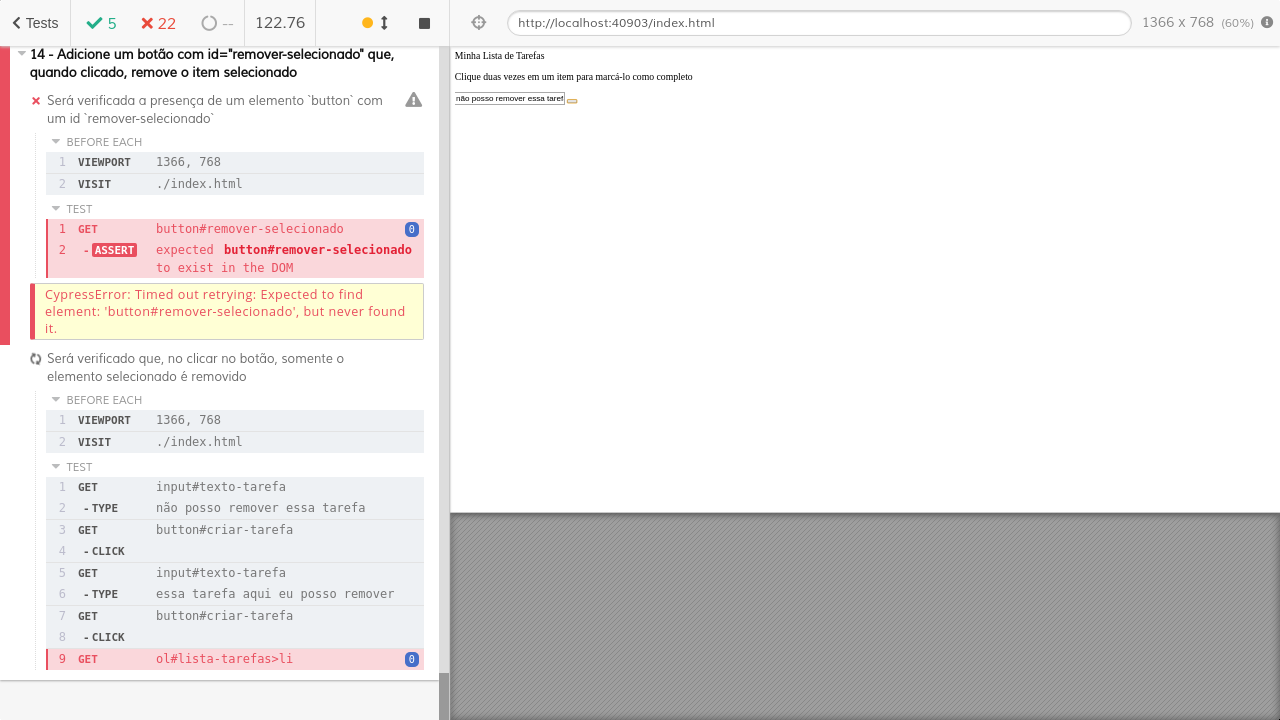 Tests
5
22
--
122.76
http://localhost:40903/index.html
1366 x 768 (60%)
14 - Adicione um botão com id="remover-selecionado" que,
quando clicado, remove o item selecionado
Será verificada a presença de um elemento `button` com
um id `remover-selecionado`
BEFORE EACH
1 VIEWPORT 1366, 768
2 VISIT ./index.html
TEST
1 GET button#remover-selecionado 0
2 -ASSERT expected button#remover-selecionado
to exist in the DOM
CypressError: Timed out retrying: Expected to find
element: 'button#remover-selecionado', but never found
it.
Será verificado que, no clicar no botão, somente o
elemento selecionado é removido
BEFORE EACH
1 VIEWPORT 1366, 768
2 VISIT ./index.html
TEST
1 GET input#texto-tarefa
2 -TYPE não posso remover essa tarefa
3 GET button#criar-tarefa
4 -CLICK
5 GET input#texto-tarefa
6 -TYPE essa tarefa aqui eu posso remover
7 GET button#criar-tarefa
8 -CLICK
9 GET ol#lista-tarefas>li 0
Minha Lista de Tarefas
Clique duas vezes em um item para marcá-lo como completo
não posso remover essa taref